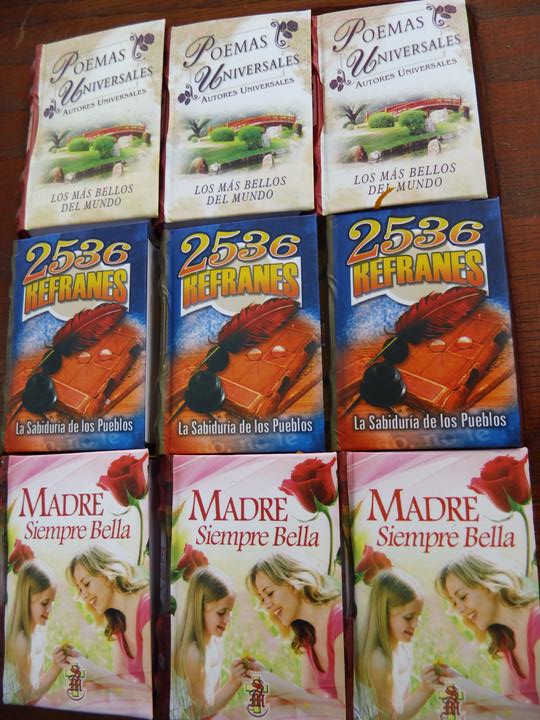 POEMAS
UNIVERSALES
AUTORES UNIVERSALES
LOS MÁS BELLOS
DEL MUNDO
POEMAS
UNIVERSALES
AUTORES UNIVERSALES
LOS MÁS BELLOS
DEL MUNDO
POEMAS
UNIVERSALES
AUTORES UNIVERSALES
LOS MÁS BELLOS
DEL MUNDO
2536
REFRANES
La Sabiduría de los Pueblos
2536
REFRANES
La Sabiduría de los Pueblos
2536
REFRANES
La Sabiduría de los Pueblos
MADRE
Siempre Bella
SM
MADRE
Siempre Bella
SM
MADRE
Siempre Bella
SM